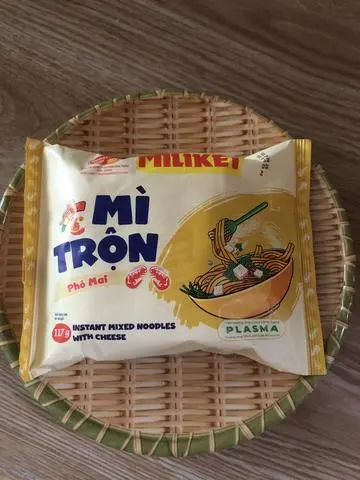 MILIKET
MÌ
TRỘN
Phô Mai
117g
INSTANT MIXED NOODLES
WITH CHEESE
PLASMA